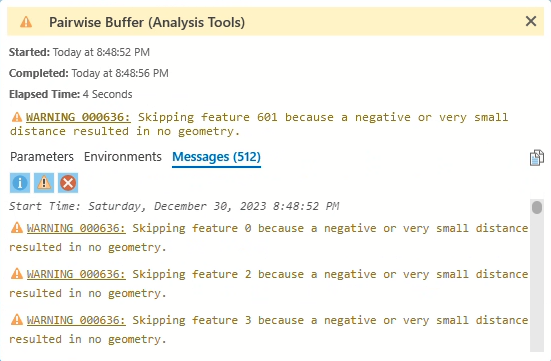 Pairwise Buffer (Analysis Tools)
Started: Today at 8:48:52 PM
Completed: Today at 8:48:56 PM
Elapsed Time: 4 Seconds
WARNING 000636: Skipping feature 601 because a negative or very small
distance resulted in no geometry.
Parameters Environments Messages (512)
Start Time: Saturday, December 30, 2023 8:48:52 PM
WARNING 000636: Skipping feature 0 because a negative or very small distance
resulted in no geometry.
WARNING 000636: Skipping feature 2 because a negative or very small distance
resulted in no geometry.
WARNING 000636: Skipping feature 3 because a negative or very small distance
resulted in no geometry.